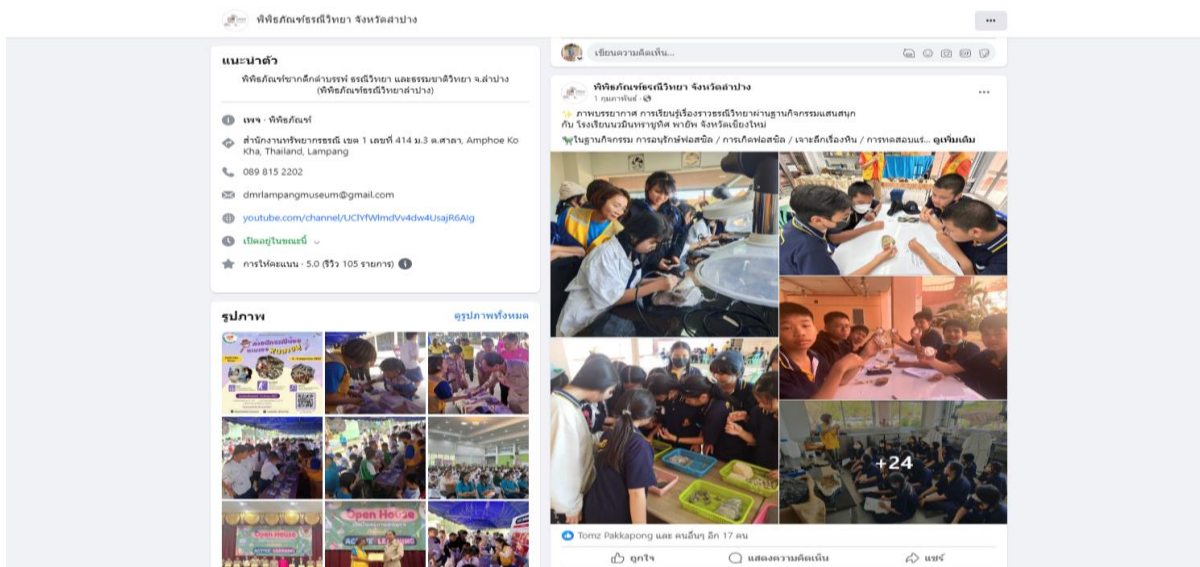 พิพิธภัณฑ์ธรณีวิทยา จังหวัดลำปาง
แนะนำตัว
พิพิธภัณฑ์ซากดึกดำบรรพ์ ธรณีวิทยา และธรรมชาติวิทยา จ.ลำปาง
(พิพิธภัณฑ์ธรณีวิทยาลำปาง)
เพจ · พิพิธภัณฑ์
สำนักงานทรัพยากรธรณี เขต 1 เลขที่ 414 ม.3 ต.ศาลา, Amphoe Ko
Kha, Thailand, Lampang
089 815 2202
dmrlampangmuseum@gmail.com
เปิดอยู่ในขณะนี้
การให้คะแนน · 5.0 (รีวิว 105 รายการ)
รูปภาพ
ดูรูปภาพทั้งหมด
Open House
Open House
ACTIVE LEARNING
เขียนความคิดเห็น...
พิพิธภัณฑ์ธรณีวิทยา จังหวัดลำปาง
1 กุมภาพันธ์ ·
✨ ภาพบรรยากาศ การเรียนรู้เรื่องราวธรณีวิทยาผ่านฐานกิจกรรมแสนสนุก
กับ โรงเรียนนวมินทราชูทิศ พายัพ จังหวัดเชียงใหม่
🦖ในฐานกิจกรรม การอนุรักษ์ฟอสซิล / การเกิดฟอสซิล / เจาะลึกเรื่องหิน / การทดสอบแร่... ดูเพิ่มเติม
+24
Tomz Pakkapong และ คนอื่นๆ อีก 17 คน
ถูกใจ
แสดงความคิดเห็น
แชร์